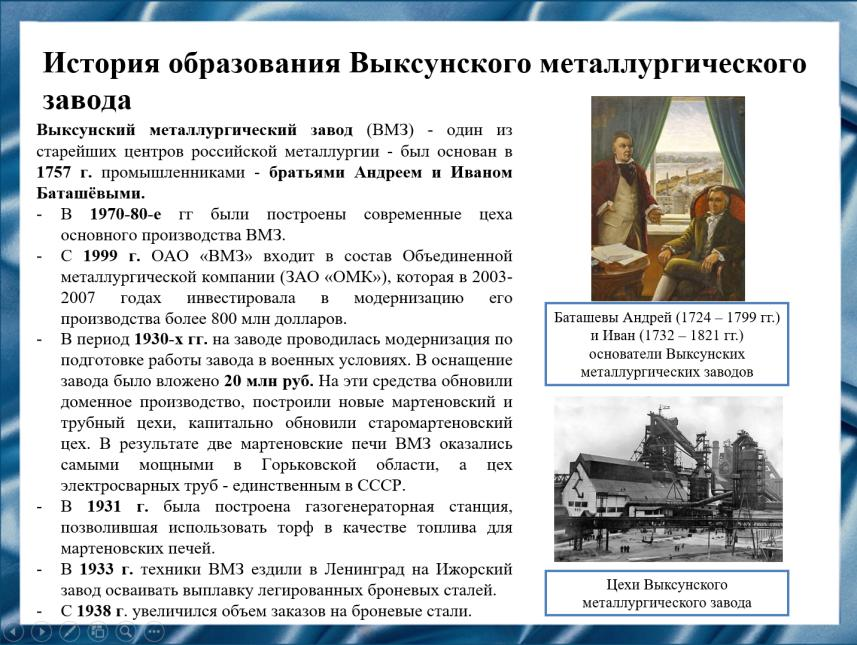 История образования Выксунского металлургического
завода
Выксунский металлургический завод (ВМЗ) - один из
старейших центров российской металлургии - был основан в
1757 г. промышленниками - братьями Андреем и Иваном
Баташёвыми.
- В 1970-80-е гг были построены современные цеха
основного производства ВМЗ.
- С 1999 г. ОАО «ВМЗ» входит в состав Объединенной
металлургической компании (ЗАО «ОМК»), которая в 2003-
2007 годах инвестировала в модернизацию его
производства более 800 млн долларов.
- В период 1930-х гг. на заводе проводилась модернизация по
подготовке работы завода в военных условиях. В оснащение
завода было вложено 20 млн руб. На эти средства обновили
доменное производство, построили новые мартеновский и
трубный цехи, капитально обновили старомартеновский
цех. В результате две мартеновские печи ВМЗ оказались
самыми мощными в Горьковской области, а цех
электросварных труб - единственным в СССР.
- В 1931 г. была построена газогенераторная станция,
позволившая использовать торф в качестве топлива для
мартеновских печей.
- В 1933 г. техники ВМЗ ездили в Ленинград на Ижорский
завод осваивать выплавку легированных броневых сталей.
- С 1938 г. увеличился объем заказов на броневые стали.
Баташевы Андрей (1724 – 1799 гг.)
и Иван (1732 – 1821 гг.)
основатели Выксунских
металлургических заводов
Цехи Выксунского
металлургического завода